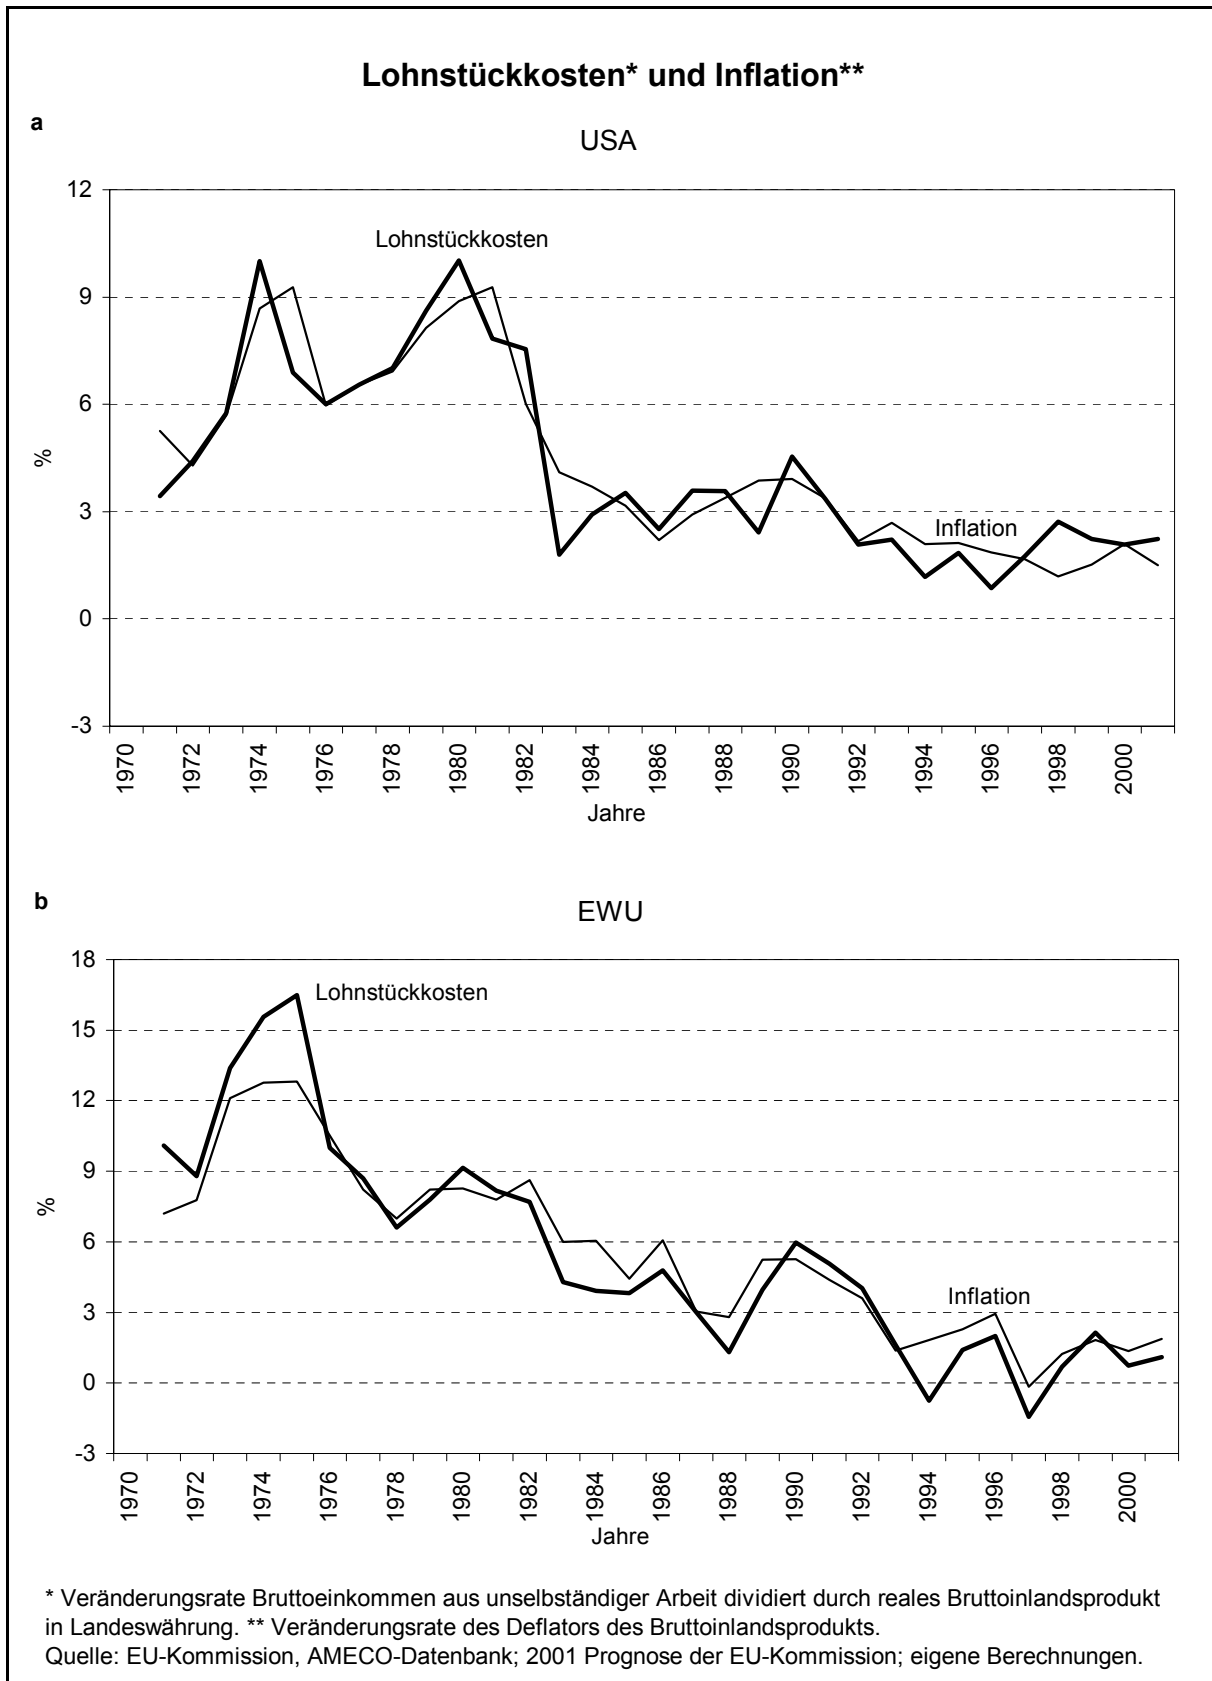 Lohnstückkosten* und Inflation**
a
USA
12
9
6
3
0
-3
%
Lohnstückkosten
Inflation
1970 1972 1974 1976 1978 1980 1982 1984 1986 1988 1990 1992 1994 1996 1998 2000
Jahre
b
EWU
18
15
12
9
6
3
0
-3
%
Lohnstückkosten
Inflation
1970 1972 1974 1976 1978 1980 1982 1984 1986 1988 1990 1992 1994 1996 1998 2000
Jahre
* Veränderungsrate Bruttoeinkommen aus unselbständiger Arbeit dividiert durch reales Bruttoinlandsprodukt
in Landeswährung. ** Veränderungsrate des Deflators des Bruttoinlandsprodukts.
Quelle: EU-Kommission, AMECO-Datenbank; 2001 Prognose der EU-Kommission; eigene Berechnungen.